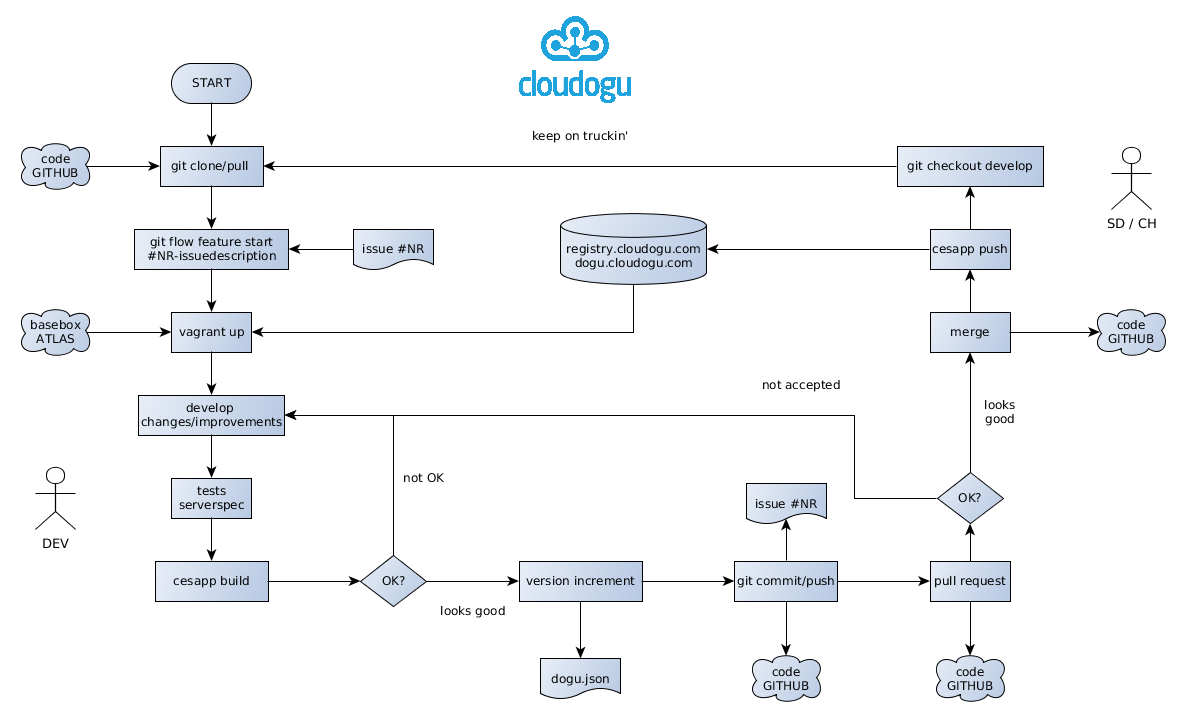 cloudogu
START
keep on truckin'
code
GITHUB
git clone/pull
git checkout develop
SD / CH
git flow feature start
#NR-issuedescription
issue #NR
registry.cloudogu.com
dogu.cloudogu.com
cesapp push
basebox
ATLAS
vagrant up
merge
code
GITHUB
not accepted
develop
changes/improvements
looks
good
not OK
tests
serverspec
issue #NR
OK?
DEV
cesapp build
OK?
version increment
git commit/push
pull request
looks good
dogu.json
code
GITHUB
code
GITHUB